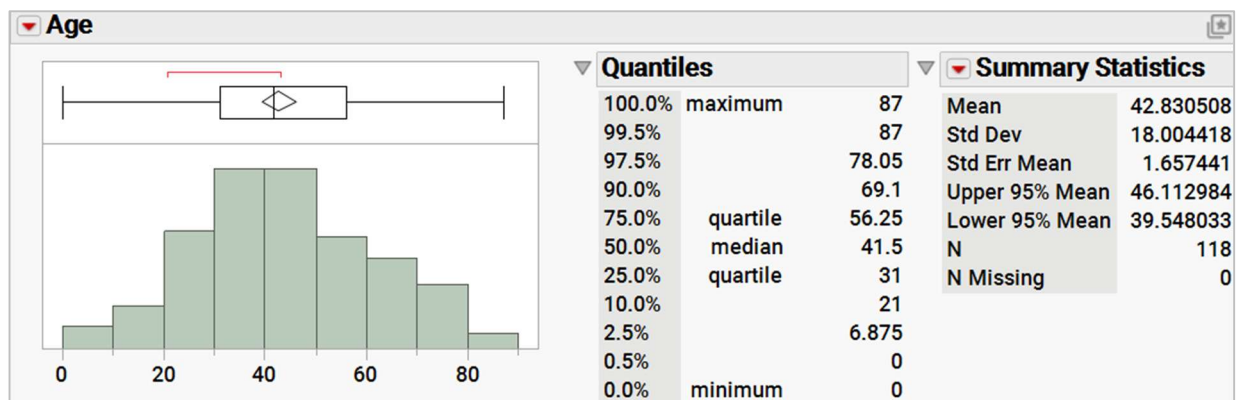 Age
0 20 40 60 80
Quantiles
100.0% maximum 87
99.5% 87
97.5% 78.05
90.0% 69.1
75.0% quartile 56.25
50.0% median 41.5
25.0% quartile 31
10.0% 21
2.5% 6.875
0.5% 0
0.0% minimum 0
Summary Statistics
Mean 42.830508
Std Dev 18.004418
Std Err Mean 1.657441
Upper 95% Mean 46.112984
Lower 95% Mean 39.548033
N 118
N Missing 0